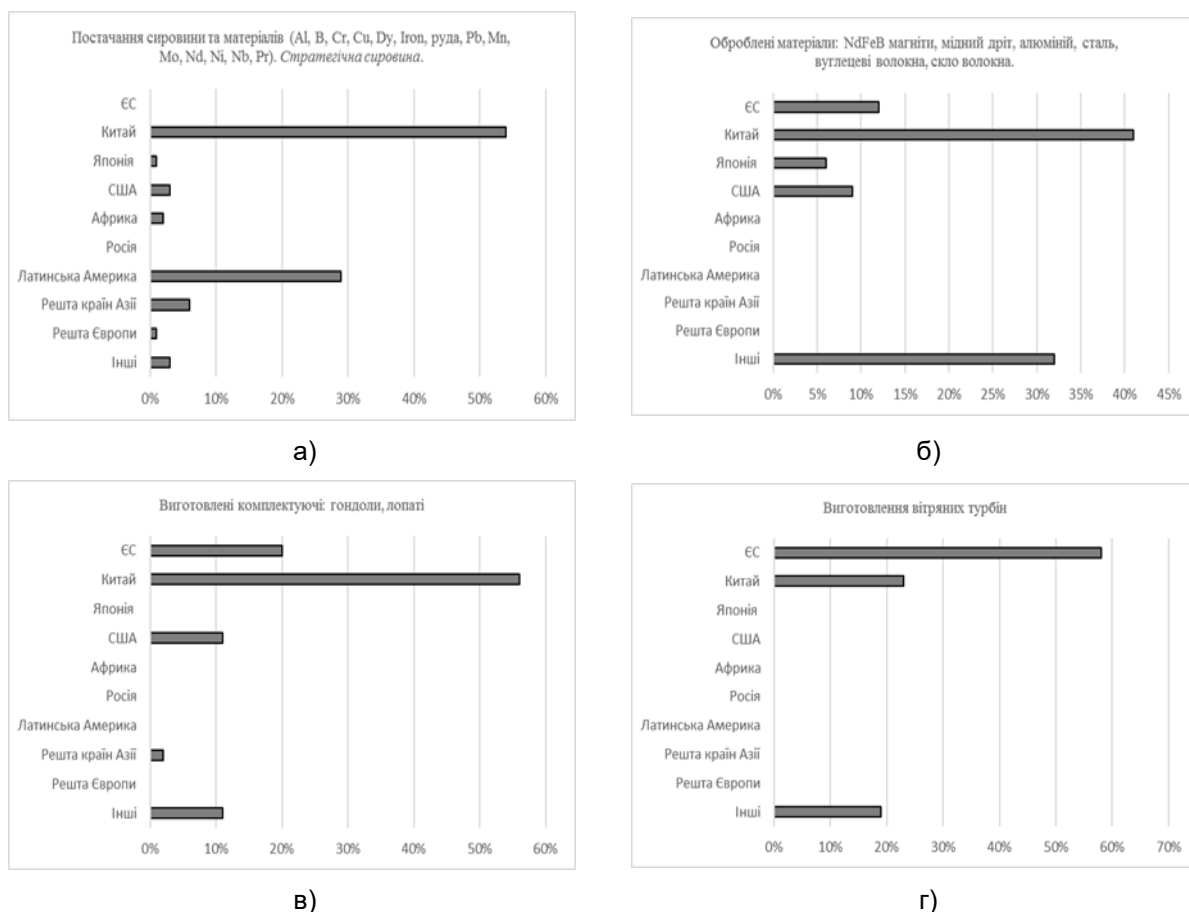 Постачання сировини та матеріалів (Al, B, Cr, Cu, Dy, Iron, руда, Pb, Mn,
Mo, Nd, Ni, Nb, Pr). Стратегічна сировина.
ЄС
Китай
Японія
США
Африка
Росія
Латинська Америка
Решта країн Азії
Решта Європи
Інші
0% 10% 20% 30% 40% 50% 60%
а)
Оброблені матеріали: NdFeB магніти, мідний дріт, алюміній, сталь,
вуглецеві волокна, скло волокна.
ЄС
Китай
Японія
США
Африка
Росія
Латинська Америка
Решта країн Азії
Решта Європи
Інші
0% 5% 10% 15% 20% 25% 30% 35% 40% 45%
б)
Виготовлені комплектуючі: гондоли, лопаті
ЄС
Китай
Японія
США
Африка
Росія
Латинська Америка
Решта країн Азії
Решта Європи
Інші
0% 10% 20% 30% 40% 50% 60%
в)
Виготовлення вітряних турбін
ЄС
Китай
Японія
США
Африка
Росія
Латинська Америка
Решта країн Азії
Решта Європи
Інші
0% 10% 20% 30% 40% 50% 60% 70%
г)